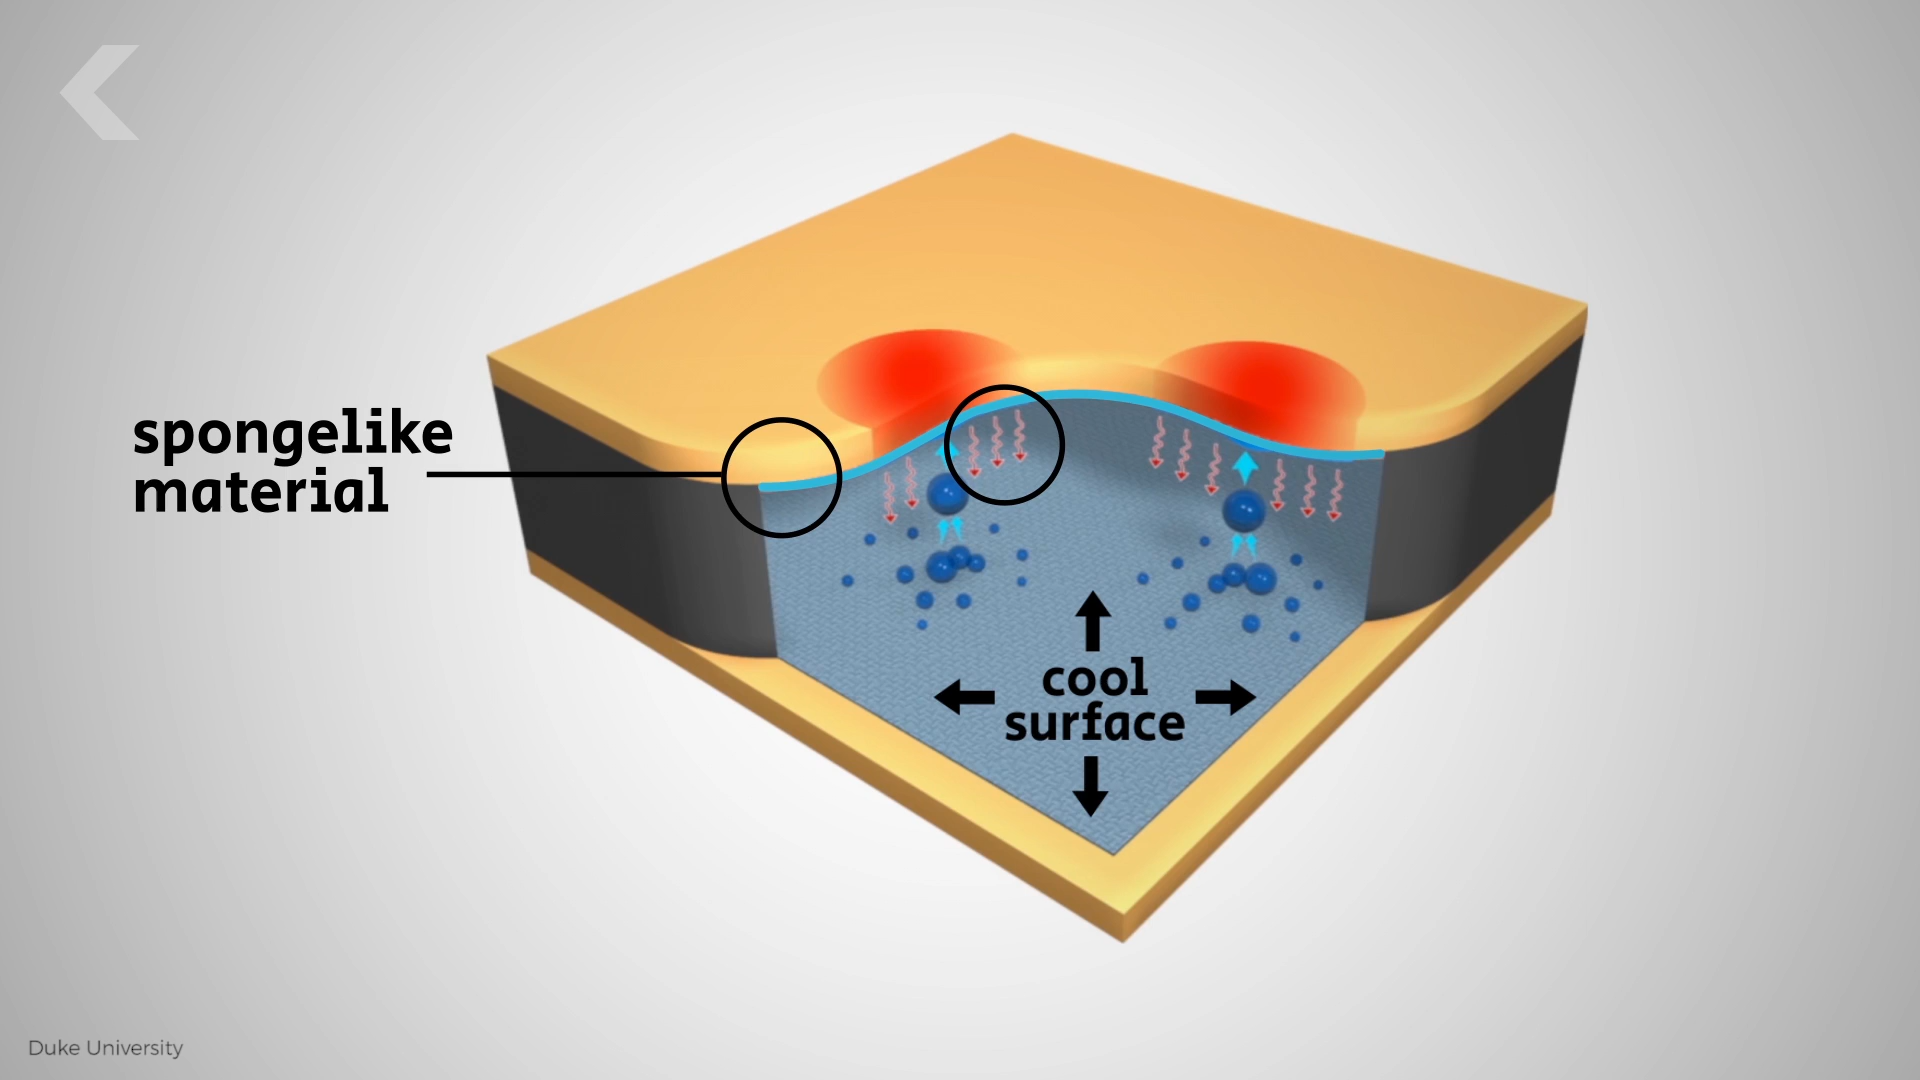 spongelike
material
cool
surface
Duke University